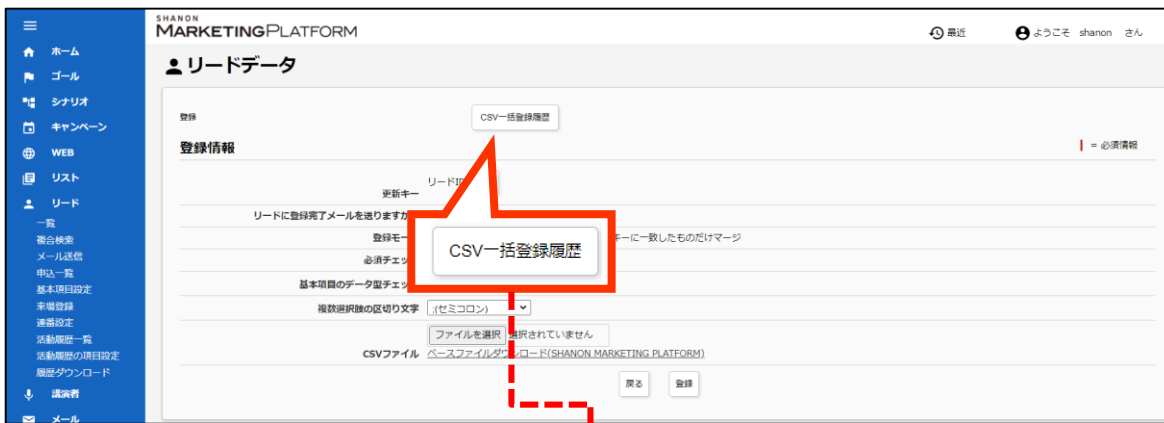 SHANON
MARKETINGPLATFORM
最近
ようこそ shanon さん
ホーム
ゴール
シナリオ
キャンペーン
WEB
リスト
リード
一覧
複合検索
メール送信
申込一覧
基本項目設定
来場登録
連番設定
活動履歴一覧
活動履歴の項目設定
履歴ダウンロード
講演者
メール
リードデータ
登録
CSV一括登録履歴
登録情報
= 必須情報
更新キー
リードI
リードに登録完了メールを送りますか
登録モー
キーに一致したものだけマージ
CSV一括登録履歴
必須チェッ
基本項目のデータ型チェッ
複数選択肢の区切り文字
;(セミコロン)
ファイルを選択 選択されていません
CSVファイル
ベースファイルダウンロード(SHANON MARKETING PLATFORM)
戻る
登録